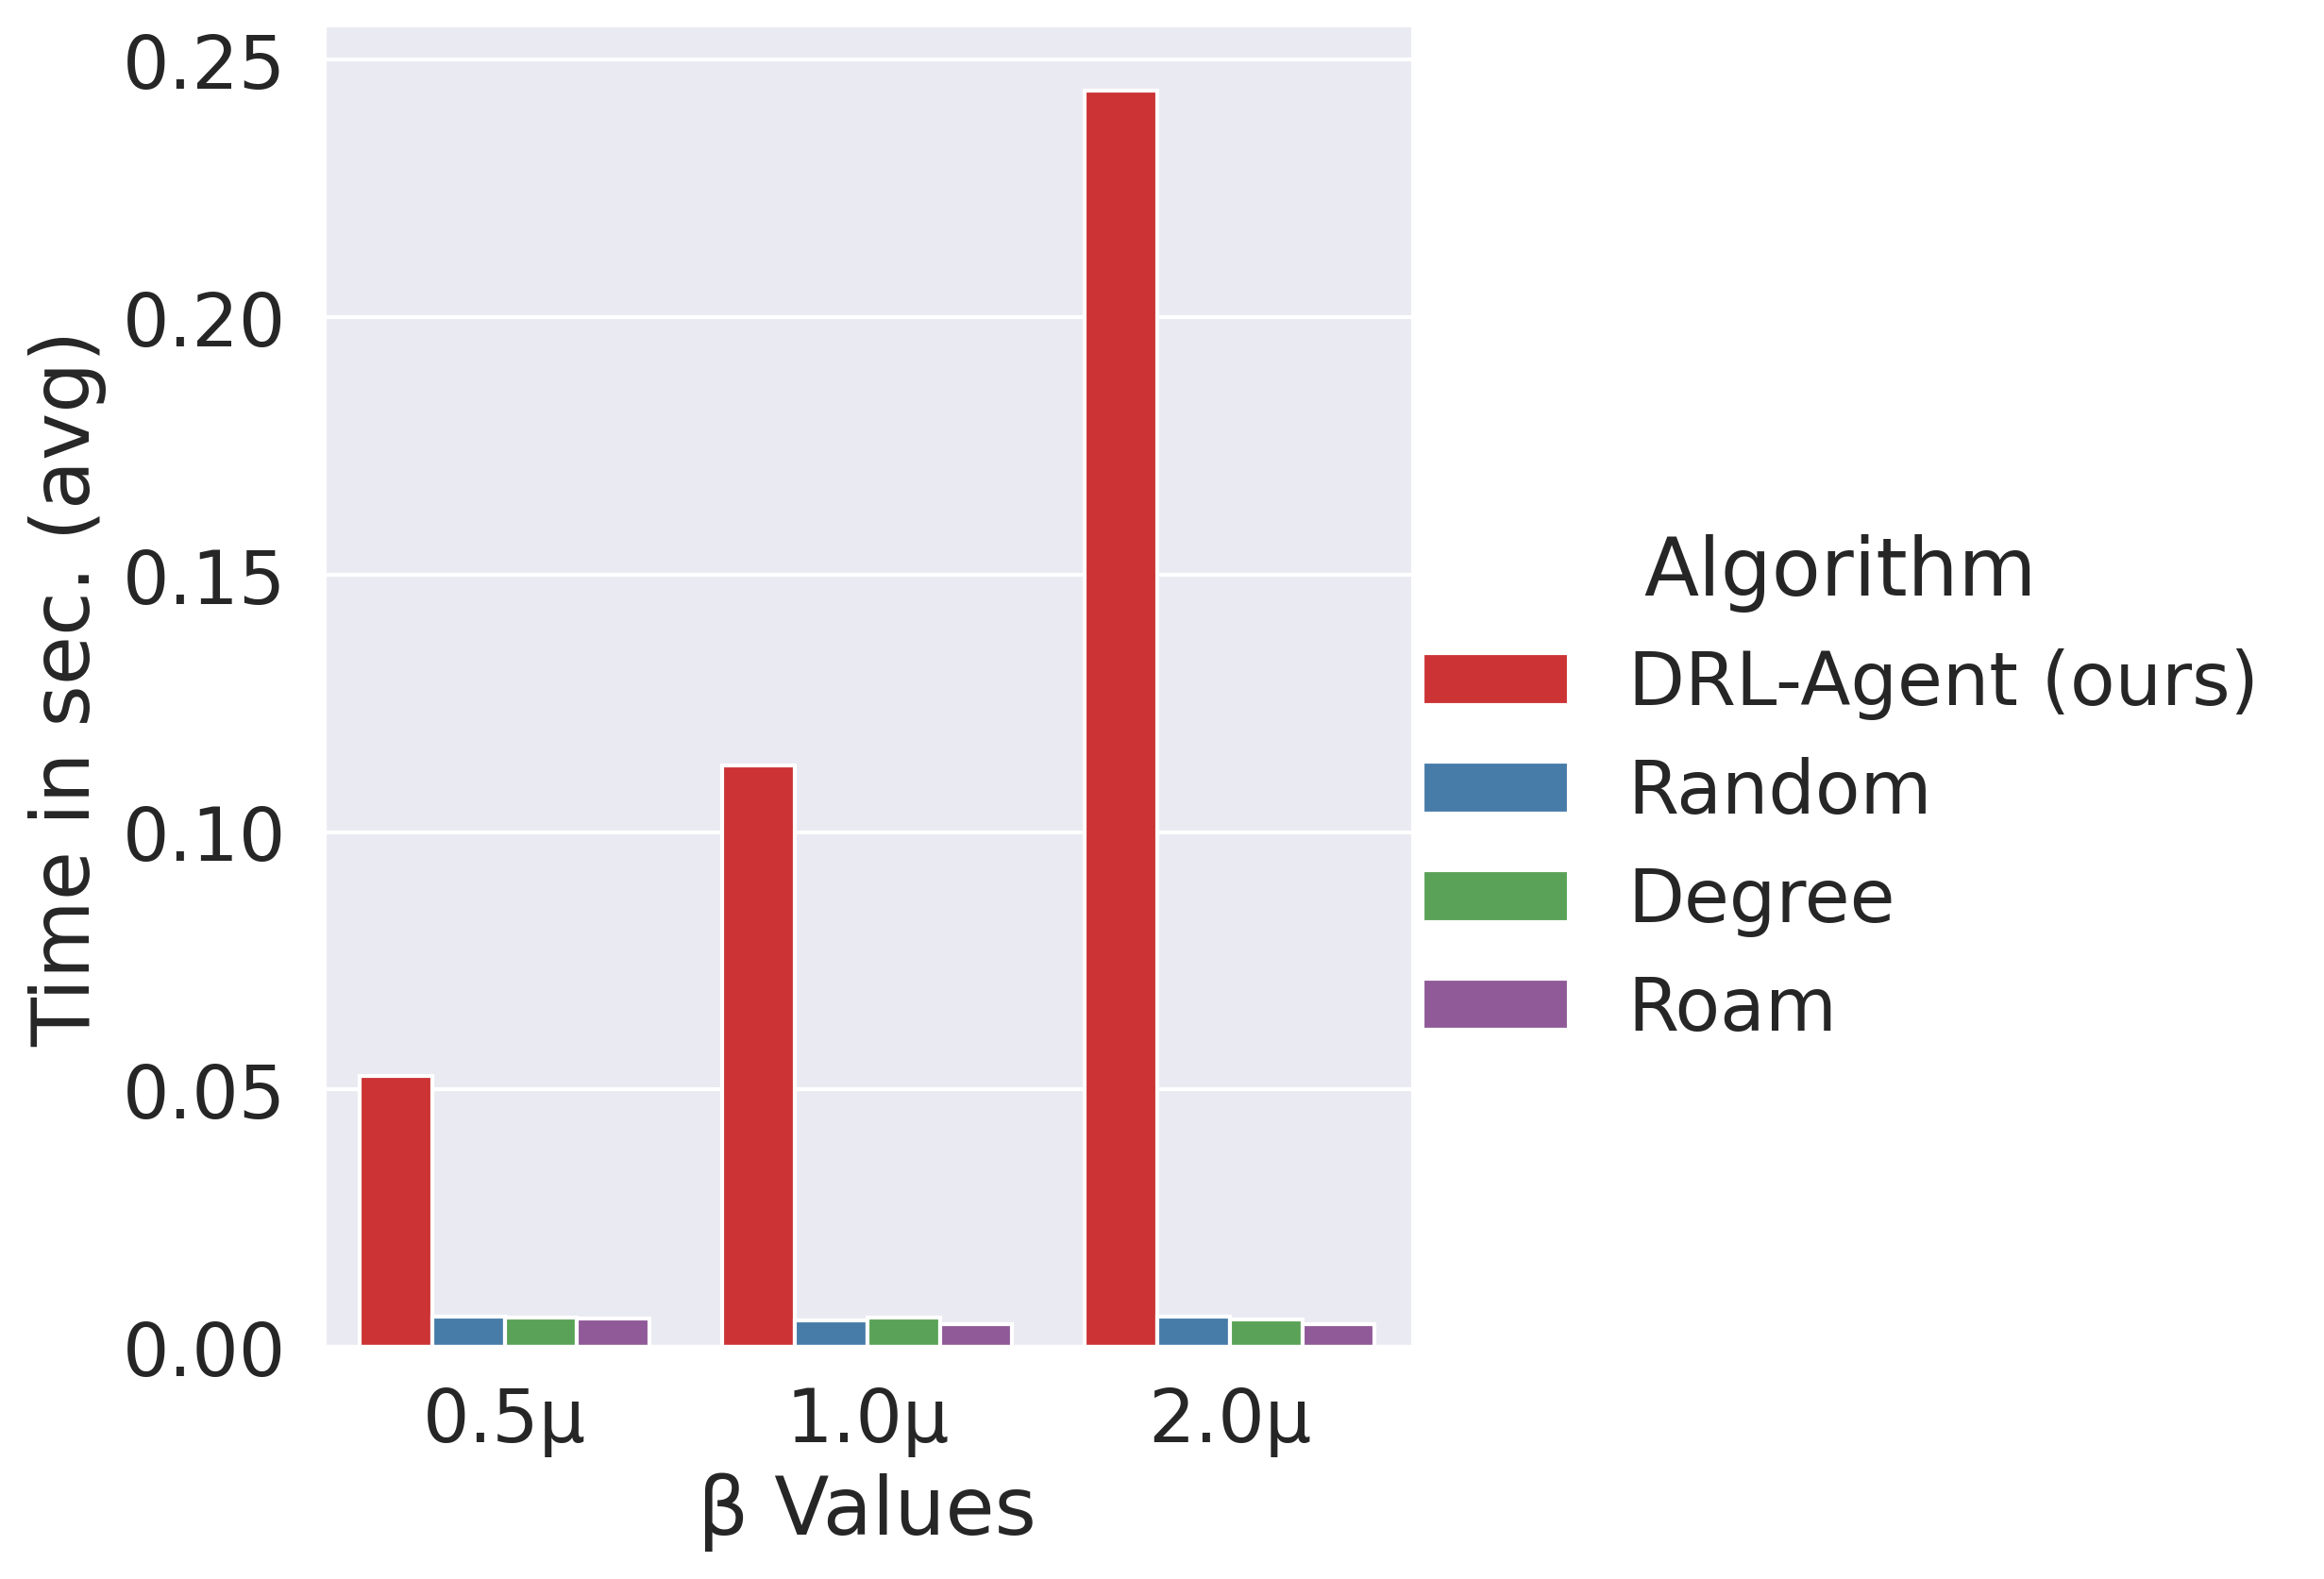 Time in sec. (avg)
0.25
0.20
0.15
0.10
0.05
0.00
0.5μ 1.0μ 2.0μ
β Values
Algorithm
DRL-Agent (ours)
Random
Degree
Roam